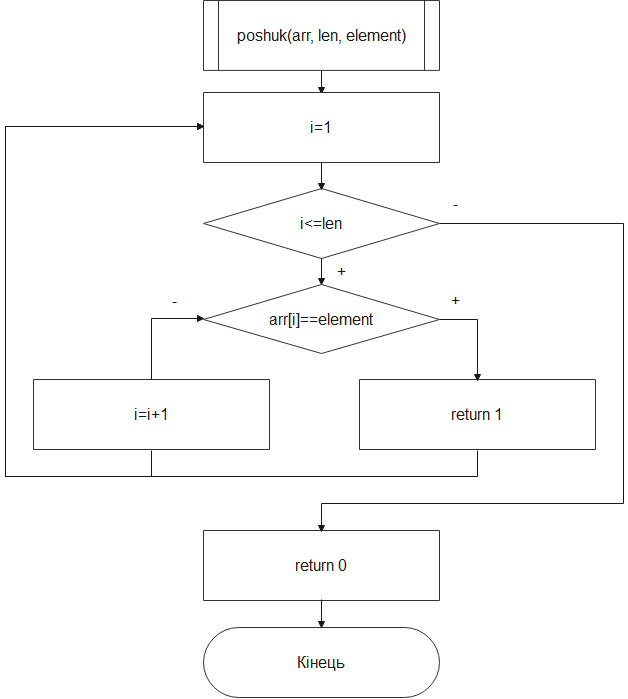 poshuk(arr, len, element)
i=1
i<=len
-
+
arr[i]==element
-
+
i=i+1
return 1
return 0
Кінець